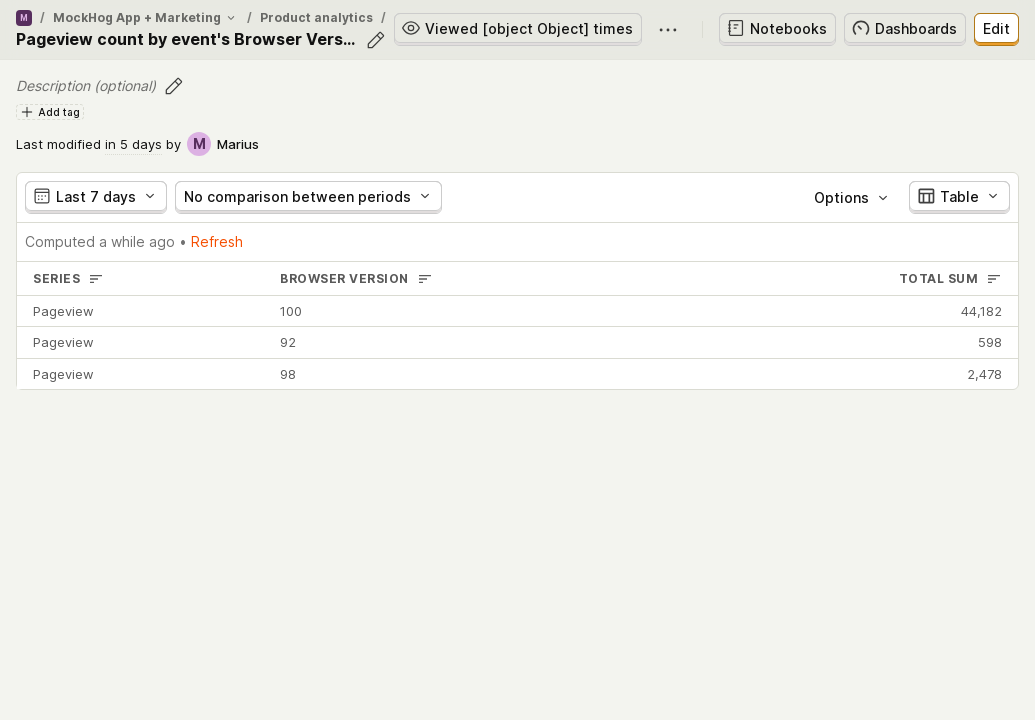 M / MockHog App + Marketing / Product analytics /
Pageview count by event's Browser Vers...
Viewed [object Object] times
Notebooks
Dashboards
Edit
Description (optional)
Add tag
Last modified in 5 days by M Marius
Last 7 days
No comparison between periods
Options
Table
Computed a while ago • Refresh
SERIES BROWSER VERSION TOTAL SUM
Pageview 100 44,182
Pageview 92 598
Pageview 98 2,478